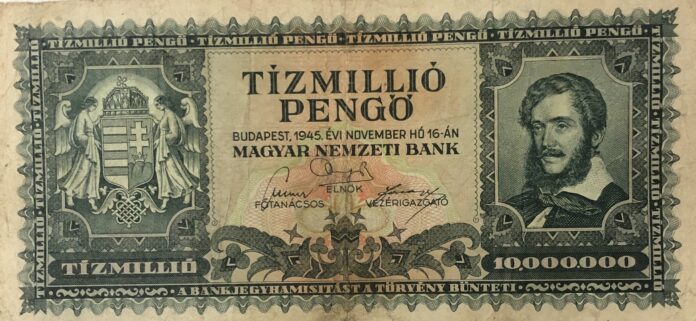 TÍZMILLIÓ PENGŐ · TÍZMILLIÓ PENGŐ · TÍZMILLIÓ PENGŐ · TÍZMILLIÓ PENGŐ
TÍZMILLIÓ
PENGŐ
BUDAPEST, 1945. ÉVI NOVEMBER HÓ 16-ÁN
MAGYAR NEMZETI BANK
ELNÖK
FŐTANÁCSOS VEZÉRIGAZGATÓ
TÍZMILLIÓ 10,000000
A BANKJEGYHAMISÍTÁST A TÖRVÉNY BÜNTETI